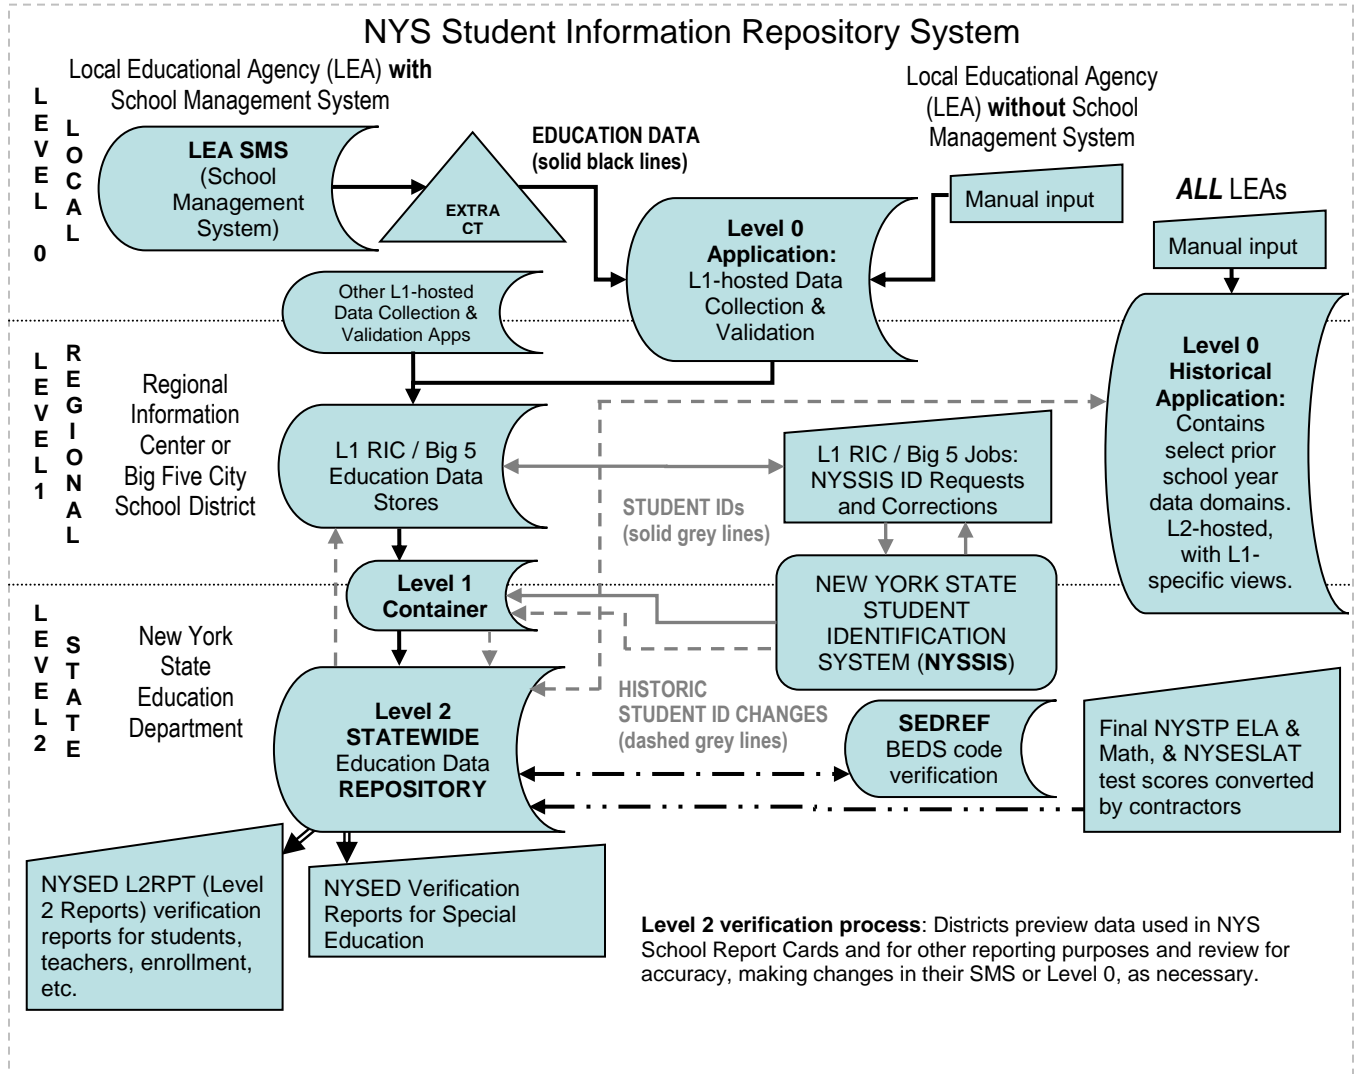 NYS Student Information Repository System
Local Educational Agency (LEA) with
School Management System
Local Educational Agency
(LEA) without School
Management System
LEVEL 0
LOCAL
LEA SMS
(School
Management
System)
EXTRA
CT
EDUCATION DATA
(solid black lines)
Level 0
Application:
L1-hosted Data
Collection &
Validation
Manual input
ALL LEAs
Manual input
Other L1-hosted
Data Collection &
Validation Apps
Level 0
Historical
Application:
Contains
select prior
school year
data domains.
L2-hosted,
with L1-
specific views.
LEVEL 1
REGIONAL
Regional
Information
Center or
Big Five City
School District
L1 RIC / Big 5
Education Data
Stores
L1 RIC / Big 5 Jobs:
NYSSIS ID Requests
and Corrections
STUDENT IDs
(solid grey lines)
Level 1
Container
NEW YORK STATE
STUDENT
IDENTIFICATION
SYSTEM (NYSSIS)
LEVEL 2
STATE
New York
State
Education
Department
Level 2
STATEWIDE
Education Data
REPOSITORY
HISTORIC
STUDENT ID CHANGES
(dashed grey lines)
SEDREF
BEDS code
verification
Final NYSTP ELA &
Math, & NYSESLAT
test scores converted
by contractors
NYSED L2RPT (Level
2 Reports) verification
reports for students,
teachers, enrollment,
etc.
NYSED Verification
Reports for Special
Education
Level 2 verification process: Districts preview data used in NYS
School Report Cards and for other reporting purposes and review for
accuracy, making changes in their SMS or Level 0, as necessary.